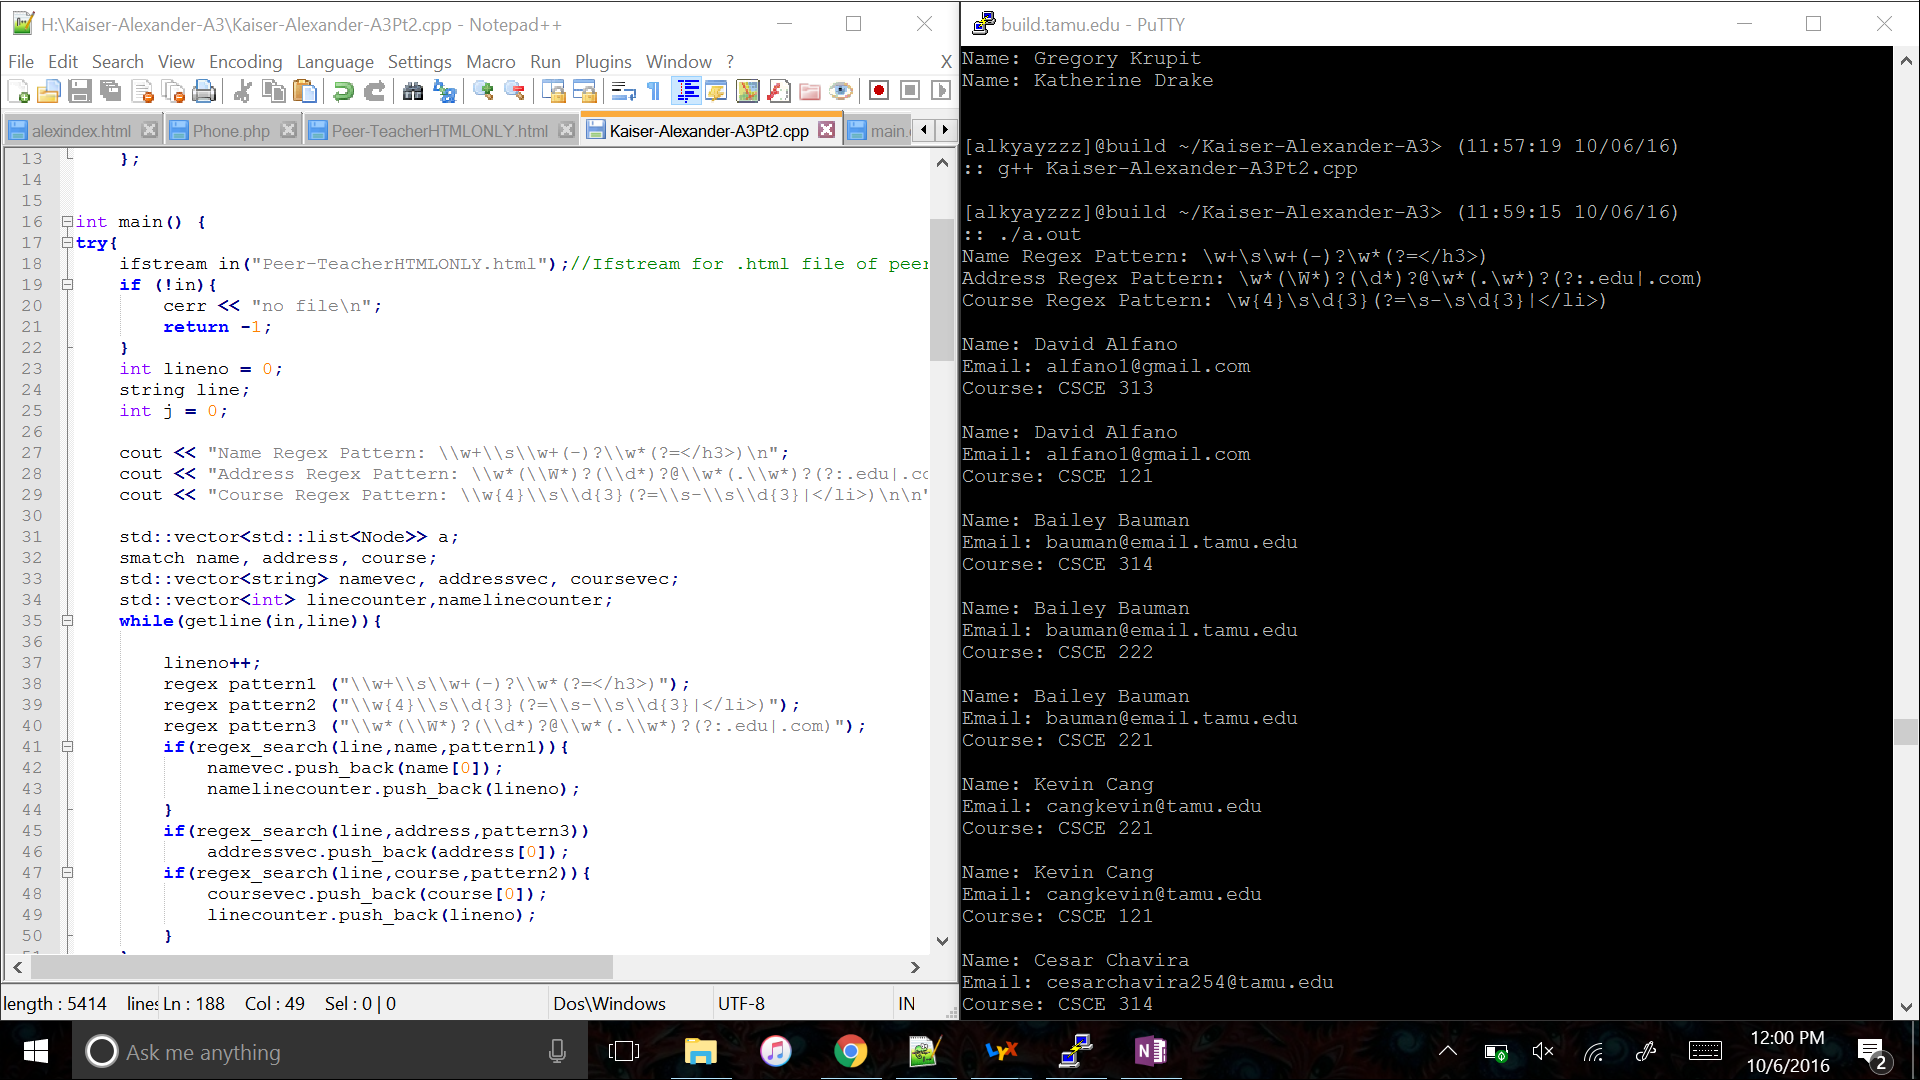 H:\Kaiser-Alexander-A3\Kaiser-Alexander-A3Pt2.cpp - Notepad++
File Edit Search View Encoding Language Settings Macro Run Plugins Window ? X
alexindex.html Phone.php Peer-TeacherHTMLONLY.html Kaiser-Alexander-A3Pt2.cpp main.
13 };
14
15
16 int main() {
17 try{
18 ifstream in("Peer-TeacherHTMLONLY.html");//Ifstream for .html file of peer
19 if (!in){
20 cerr << "no file\n";
21 return -1;
22 }
23 int lineno = 0;
24 string line;
25 int j = 0;
26
27 cout << "Name Regex Pattern: \\w+\\s\\w+(-)?\\w*(?=</h3>)\n";
28 cout << "Address Regex Pattern: \\w*(\\W*)?(\\d*)?@\\w*(.\\w*)?(?:.edu|.co
29 cout << "Course Regex Pattern: \\w{4}\\s\\d{3}(?=\\s-\\s\\d{3}|</li>)\n\n"
30
31 std::vector<std::list<Node>> a;
32 smatch name, address, course;
33 std::vector<string> namevec, addressvec, coursevec;
34 std::vector<int> linecounter,namelinecounter;
35 while(getline(in,line)){
36
37 lineno++;
38 regex pattern1 ("\\w+\\s\\w+(-)?\\w*(?=</h3>)");
39 regex pattern2 ("\\w{4}\\s\\d{3}(?=\\s-\\s\\d{3}|</li>)");
40 regex pattern3 ("\\w*(\\W*)?(\\d*)?@\\w*(.\\w*)?(?:.edu|.com)");
41 if(regex_search(line,name,pattern1)){
42 namevec.push_back(name[0]);
43 namelinecounter.push_back(lineno);
44 }
45 if(regex_search(line,address,pattern3))
46 addressvec.push_back(address[0]);
47 if(regex_search(line,course,pattern2)){
48 coursevec.push_back(course[0]);
49 linecounter.push_back(lineno);
50 }
length : 5414 lines Ln : 188 Col : 49 Sel : 0 | 0 Dos\Windows UTF-8 IN
build.tamu.edu - PuTTY
Name: Gregory Krupit
Name: Katherine Drake
[alkyayzzz]@build ~/Kaiser-Alexander-A3> (11:57:19 10/06/16)
:: g++ Kaiser-Alexander-A3Pt2.cpp
[alkyayzzz]@build ~/Kaiser-Alexander-A3> (11:59:15 10/06/16)
:: ./a.out
Name Regex Pattern: \w+\s\w+(-)?\w*(?=</h3>)
Address Regex Pattern: \w*(\W*)?(\d*)?@\w*(.\w*)?(?:.edu|.com)
Course Regex Pattern: \w{4}\s\d{3}(?=\s-\s\d{3}|</li>)
Name: David Alfano
Email: alfano1@gmail.com
Course: CSCE 313
Name: David Alfano
Email: alfano1@gmail.com
Course: CSCE 121
Name: Bailey Bauman
Email: bauman@email.tamu.edu
Course: CSCE 314
Name: Bailey Bauman
Email: bauman@email.tamu.edu
Course: CSCE 222
Name: Bailey Bauman
Email: bauman@email.tamu.edu
Course: CSCE 221
Name: Kevin Cang
Email: cangkevin@tamu.edu
Course: CSCE 221
Name: Kevin Cang
Email: cangkevin@tamu.edu
Course: CSCE 121
Name: Cesar Chavira
Email: cesarchavira254@tamu.edu
Course: CSCE 314
Ask me anything
12:00 PM
10/6/2016
2